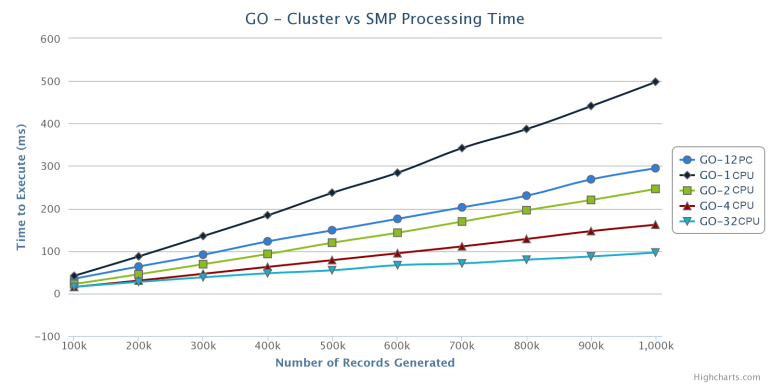 GO - Cluster vs SMP Processing Time
Time to Execute (ms)
600
500
400
300
200
100
0
-100
100k 200k 300k 400k 500k 600k 700k 800k 900k 1,000k
Number of Records Generated
GO-12PC
GO-1CPU
GO-2CPU
GO-4CPU
GO-32CPU
Highcharts.com